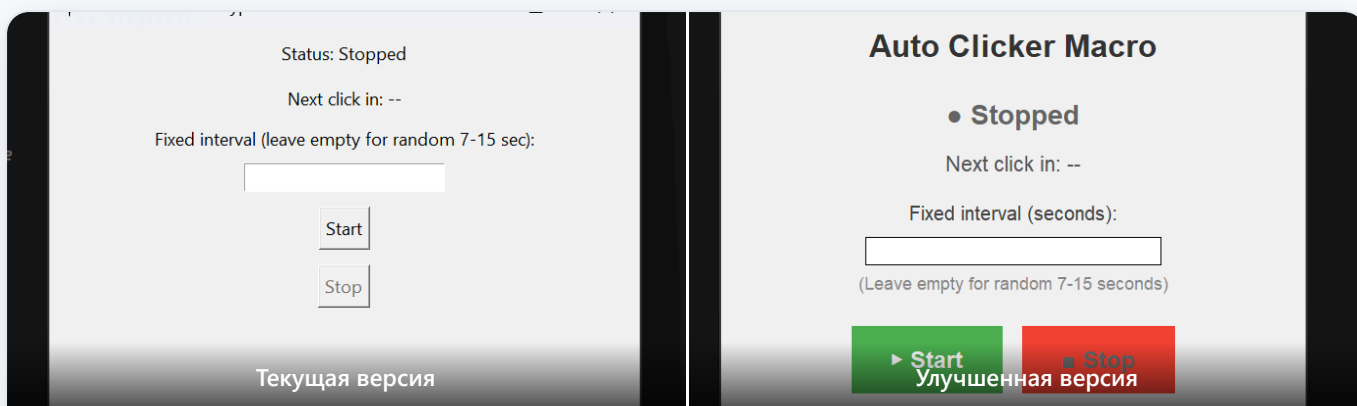 Status: Stopped
Next click in: --
Fixed interval (leave empty for random 7-15 sec):
Start
Stop
Текущая версия
Auto Clicker Macro
● Stopped
Next click in: --
Fixed interval (seconds):
(Leave empty for random 7-15 seconds)
▶ Start
■ Stop
Улучшенная версия